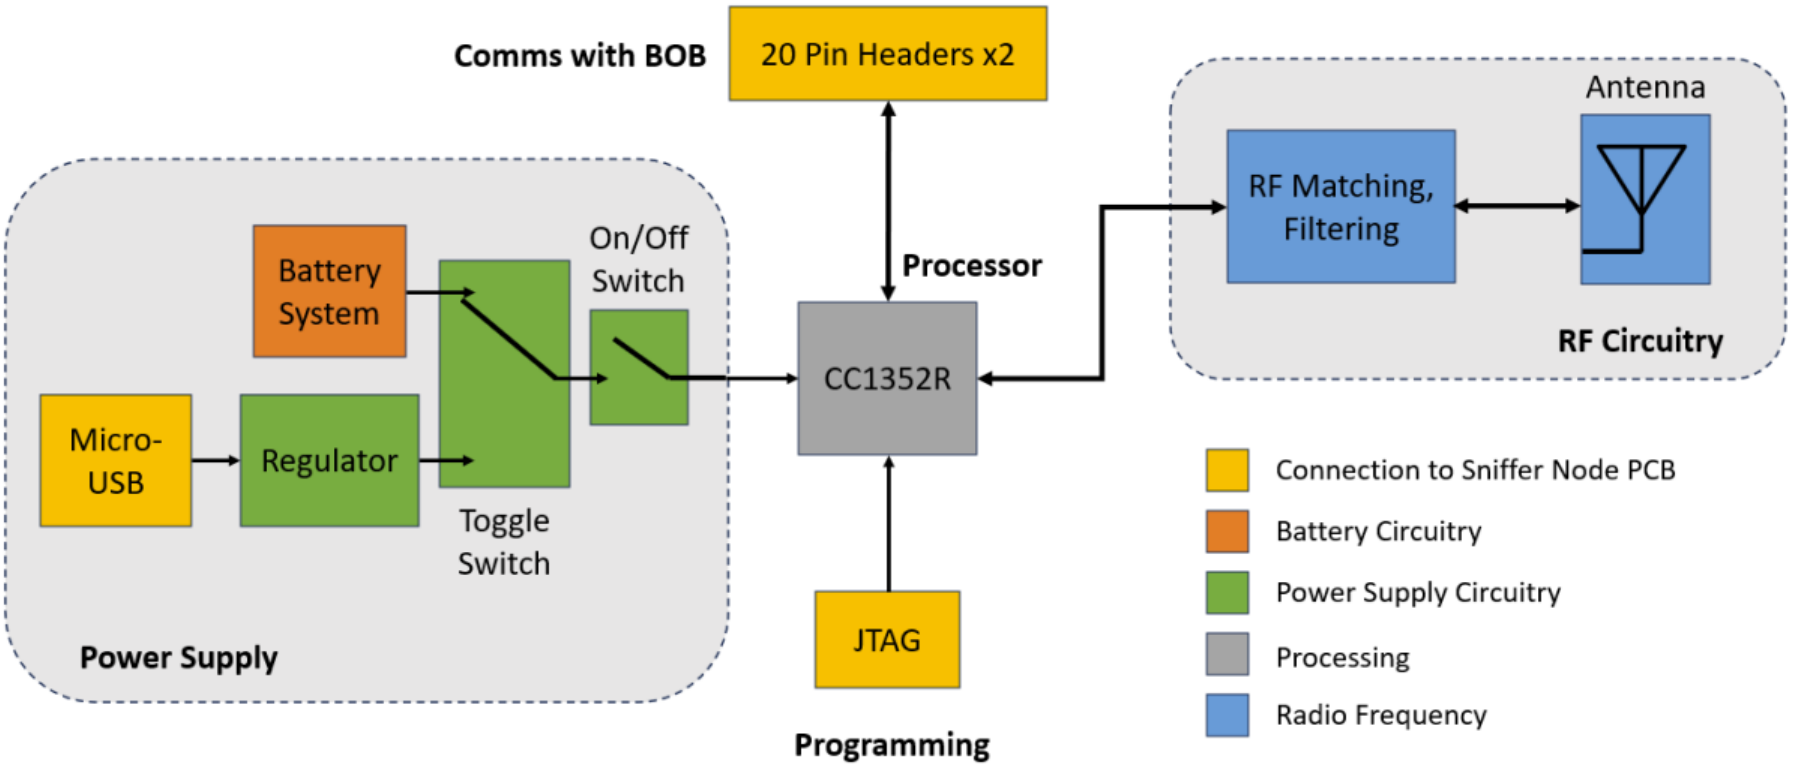 Comms with BOB
20 Pin Headers x2
Antenna
RF Matching,
Filtering
RF Circuitry
Processor
CC1352R
On/Off
Switch
Battery
System
Micro-
USB
Regulator
Toggle
Switch
Power Supply
JTAG
Programming
Connection to Sniffer Node PCB
Battery Circuitry
Power Supply Circuitry
Processing
Radio Frequency